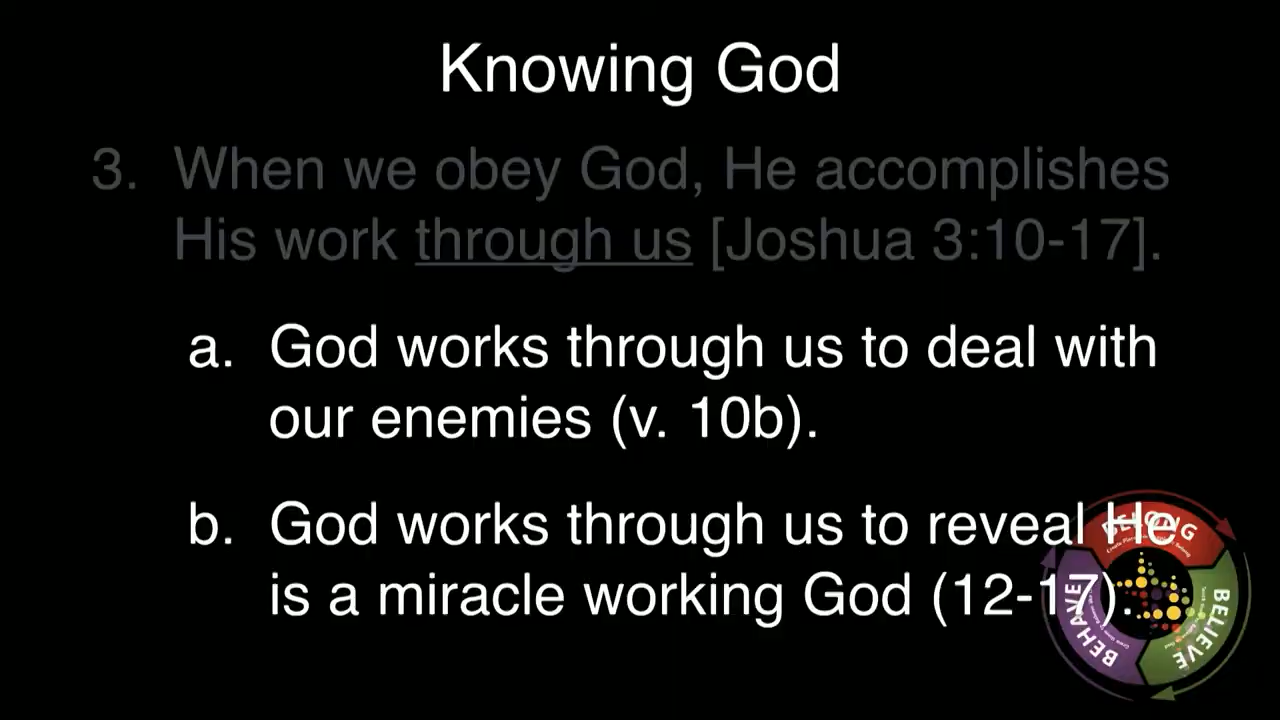 Knowing God
3. When we obey God, He accomplishes
His work through us [Joshua 3:10-17].
a. God works through us to deal with
our enemies (v. 10b).
b. God works through us to reveal He
is a miracle working God (12-17).
BELONG
BELIEVE
BEHAVE